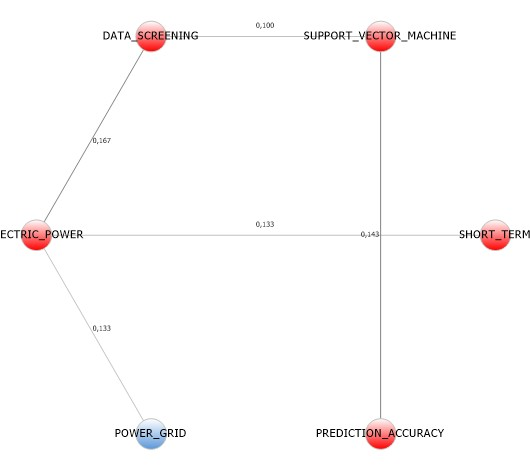 DATA_SCREENING
0,100
SUPPORT_VECTOR_MACHINE
0,167
ECTRIC_POWER
0,133
0,143
SHORT_TERM
0,133
POWER_GRID
PREDICTION_ACCURACY